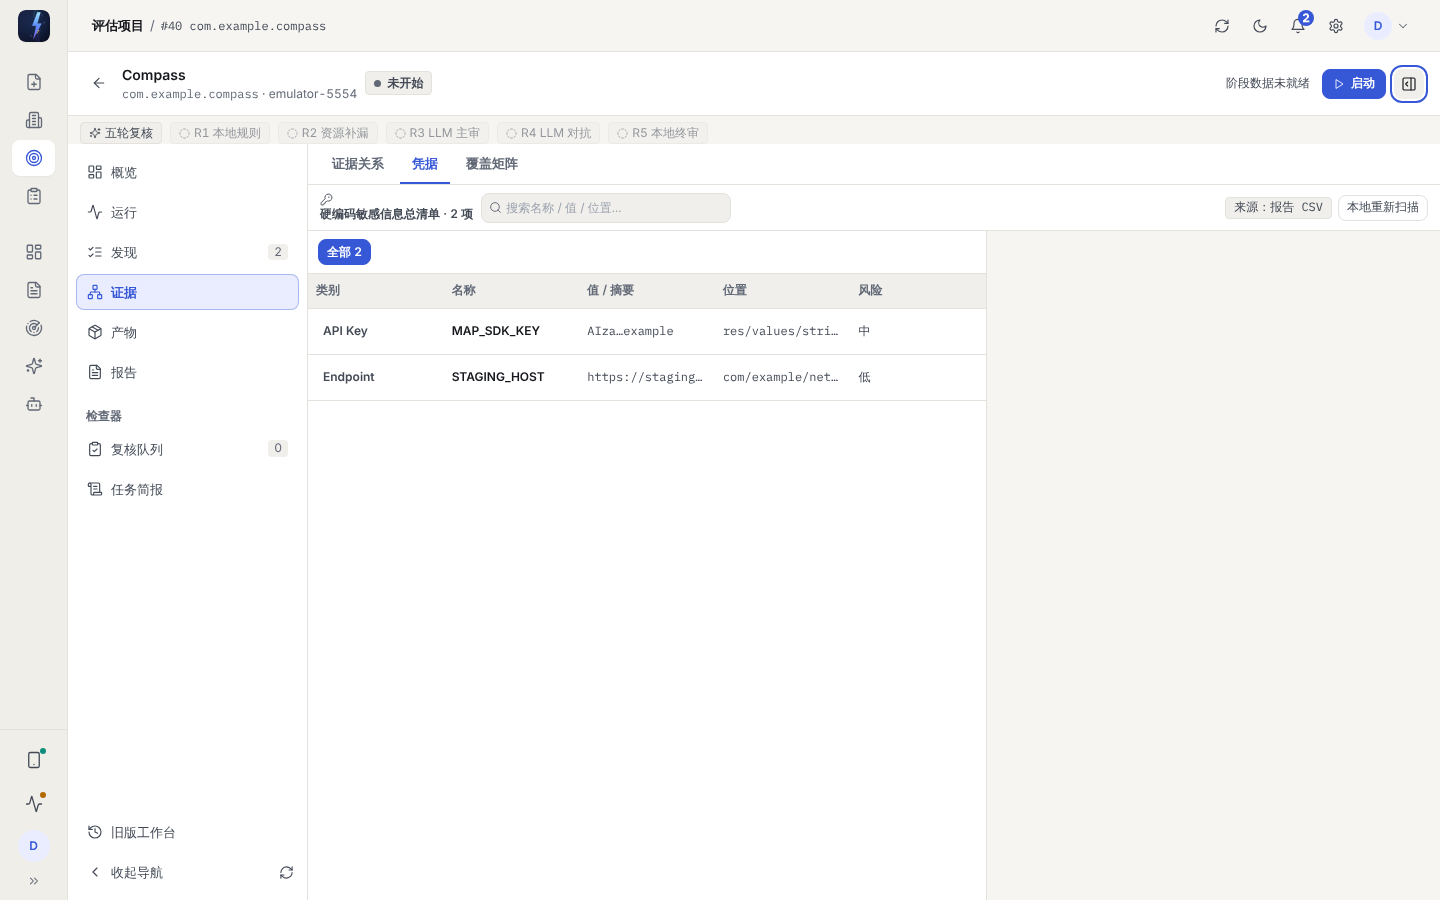 评估项目 / #40 com.example.compass
2
D
Compass
com.example.compass · emulator-5554
未开始
阶段数据未就绪
启动
五轮复核
R1 本地规则
R2 资源补漏
R3 LLM 主审
R4 LLM 对抗
R5 本地终审
概览
运行
发现 2
证据
产物
报告
检查器
复核队列 0
任务简报
旧版工作台
收起导航
D
证据关系 凭据 覆盖矩阵
硬编码敏感信息总清单 · 2 项
搜索名称 / 值 / 位置...
来源：报告 CSV
本地重新扫描
全部 2
类别 名称 值 / 摘要 位置 风险
API Key MAP_SDK_KEY AIza…example res/values/stri… 中
Endpoint STAGING_HOST https://staging… com/example/net… 低